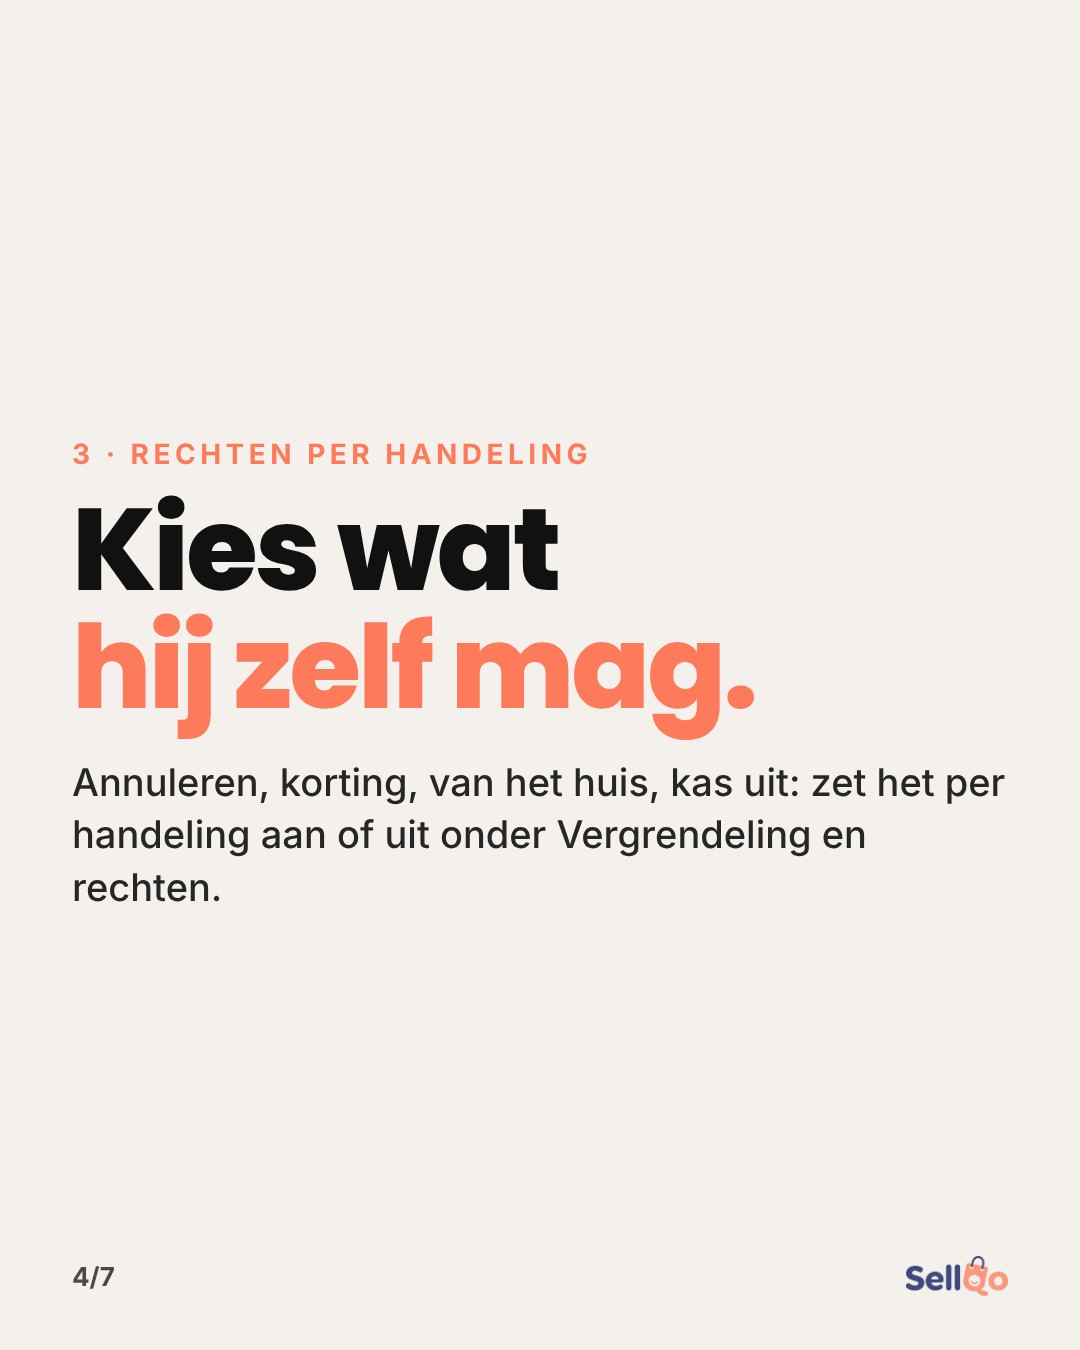 3 · RECHTEN PER HANDELING
Kies wat
hij zelf mag.
Annuleren, korting, van het huis, kas uit: zet het per
handeling aan of uit onder Vergrendeling en
rechten.
4/7
SellQo